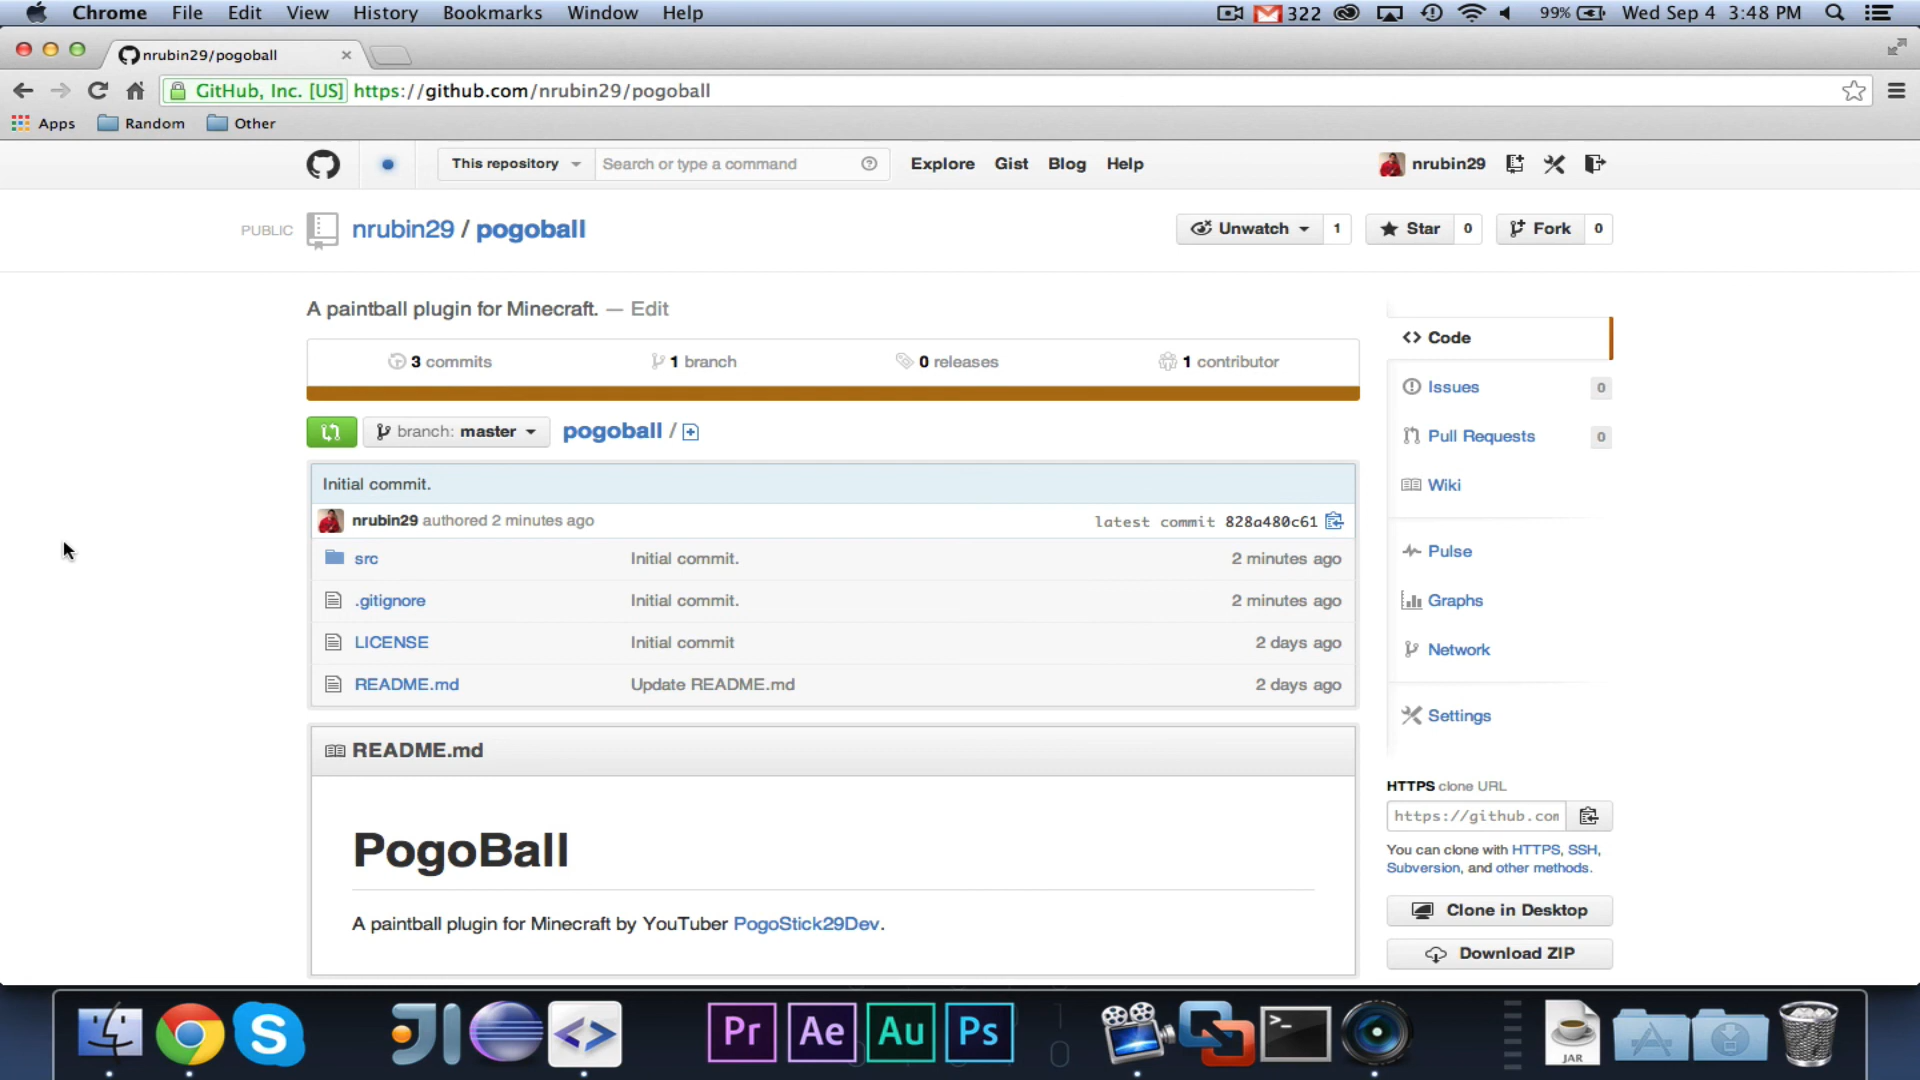 Chrome File Edit View History Bookmarks Window Help 322 99% Wed Sep 4 3:48 PM
nrubin29/pogoball
GitHub, Inc. [US] https://github.com/nrubin29/pogoball
Apps Random Other
This repository Search or type a command Explore Gist Blog Help nrubin29
PUBLIC nrubin29 / pogoball Unwatch 1 Star 0 Fork 0
A paintball plugin for Minecraft. — Edit
3 commits 1 branch 0 releases 1 contributor
branch: master pogoball /
Initial commit.
nrubin29 authored 2 minutes ago latest commit 828a480c61
src Initial commit. 2 minutes ago
.gitignore Initial commit. 2 minutes ago
LICENSE Initial commit 2 days ago
README.md Update README.md 2 days ago
README.md
PogoBall
A paintball plugin for Minecraft by YouTuber PogoStick29Dev.
Code
Issues 0
Pull Requests 0
Wiki
Pulse
Graphs
Network
Settings
HTTPS clone URL
https://github.com
You can clone with HTTPS, SSH,
Subversion, and other methods.
Clone in Desktop
Download ZIP
S JI Pr Ae Au Ps >_ JAR